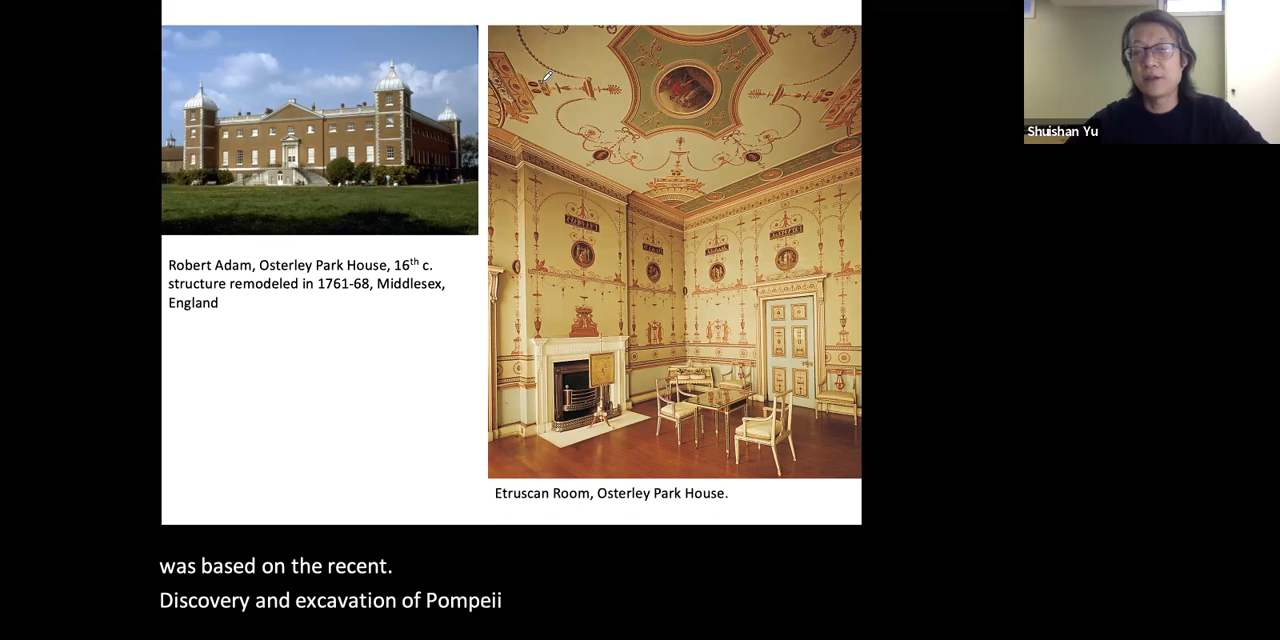 Shuishan Yu
Robert Adam, Osterley Park House, 16th c.
structure remodeled in 1761-68, Middlesex,
England
Etruscan Room, Osterley Park House.
was based on the recent.
Discovery and excavation of Pompeii